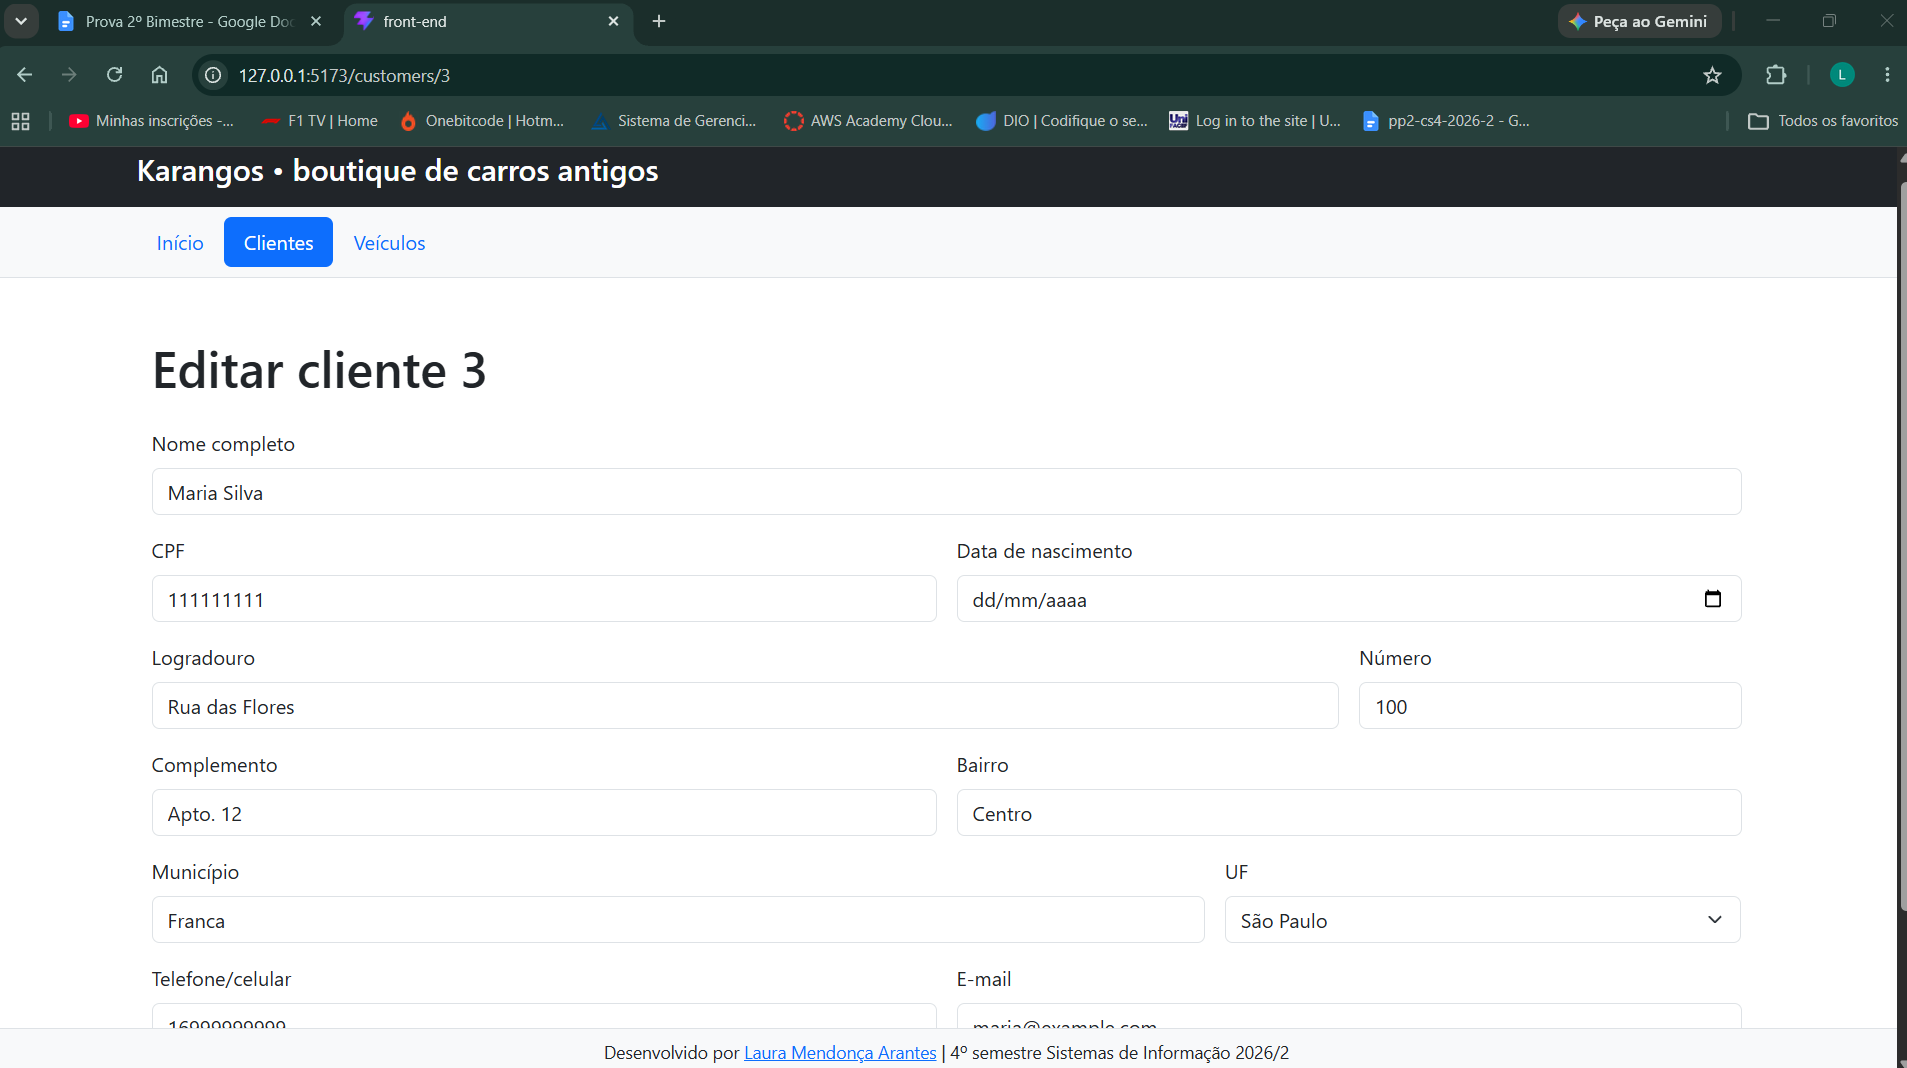 Prova 2º Bimestre - Google Doc
front-end
Peça ao Gemini
127.0.0.1:5173/customers/3
L
Minhas inscrições -...
F1 TV | Home
Onebitcode | Hotm...
Sistema de Gerenci...
AWS Academy Clou...
DIO | Codifique o se...
Log in to the site | U...
pp2-cs4-2026-2 - G...
Todos os favoritos
Karangos • boutique de carros antigos
Início Clientes Veículos
Editar cliente 3
Nome completo
Maria Silva
CPF Data de nascimento
111111111 dd/mm/aaaa
Logradouro Número
Rua das Flores 100
Complemento Bairro
Apto. 12 Centro
Município UF
Franca São Paulo
Telefone/celular E-mail
16999999999 maria@example.com
Desenvolvido por Laura Mendonça Arantes | 4º semestre Sistemas de Informação 2026/2